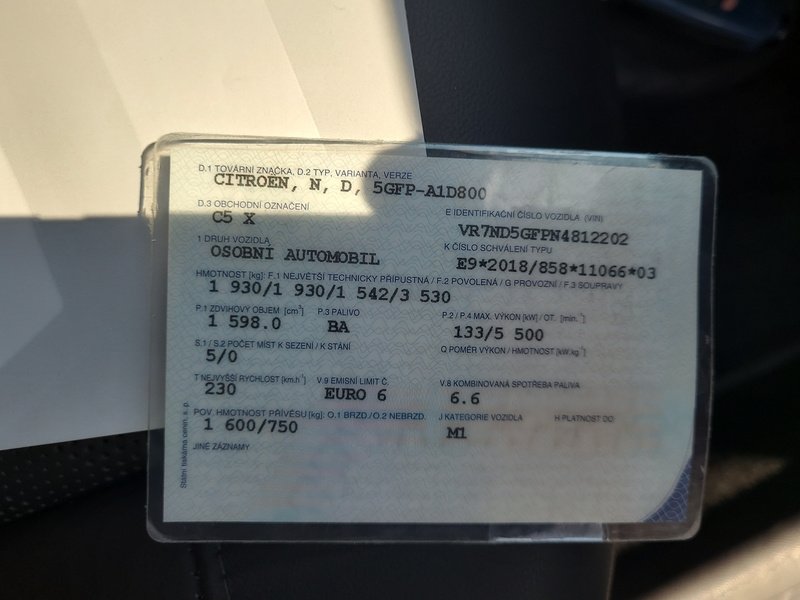 D.1 TOVÁRNÍ ZNAČKA, D.2 TYP, VARIANTA, VERZE
CITROËN, N, D, 5GFP-A1D800
D.3 OBCHODNÍ OZNAČENÍ
C5 X
E IDENTIFIKAČNÍ ČÍSLO VOZIDLA (VIN)
VR7ND5GFPN4812202
1 DRUH VOZIDLA
OSOBNÍ AUTOMOBIL
K ČÍSLO SCHVÁLENÍ TYPU
E9*2018/858*11066*03
HMOTNOST [kg]: F.1 NEJVĚTŠÍ TECHNICKY PŘÍPUSTNÁ / F.2 POVOLENÁ / G PROVOZNÍ / F.3 SOUPRAVY
1 930/1 930/1 542/3 530
P.1 ZDVIHOVÝ OBJEM [cm³] P.3 PALIVO P.2 / P.4 MAX. VÝKON [kW] / OT. [min.⁻¹]
1 598.0 BA 133/5 500
S.1 / S.2 POČET MÍST K SEZENÍ / K STÁNÍ Q POMĚR VÝKON / HMOTNOST [kW.kg⁻¹]
5/0
T NEJVYŠŠÍ RYCHLOST [km.h⁻¹] V.9 EMISNÍ LIMIT Č. V.8 KOMBINOVANÁ SPOTŘEBA PALIVA
230 EURO 6 6.6
POV. HMOTNOST PŘÍVĚSU [kg]: O.1 BRZD./O.2 NEBRZD. J KATEGORIE VOZIDLA H PLATNOST DO
1 600/750 M1
JINÉ ZÁZNAMY
Státní tiskárna cenin, s. p.